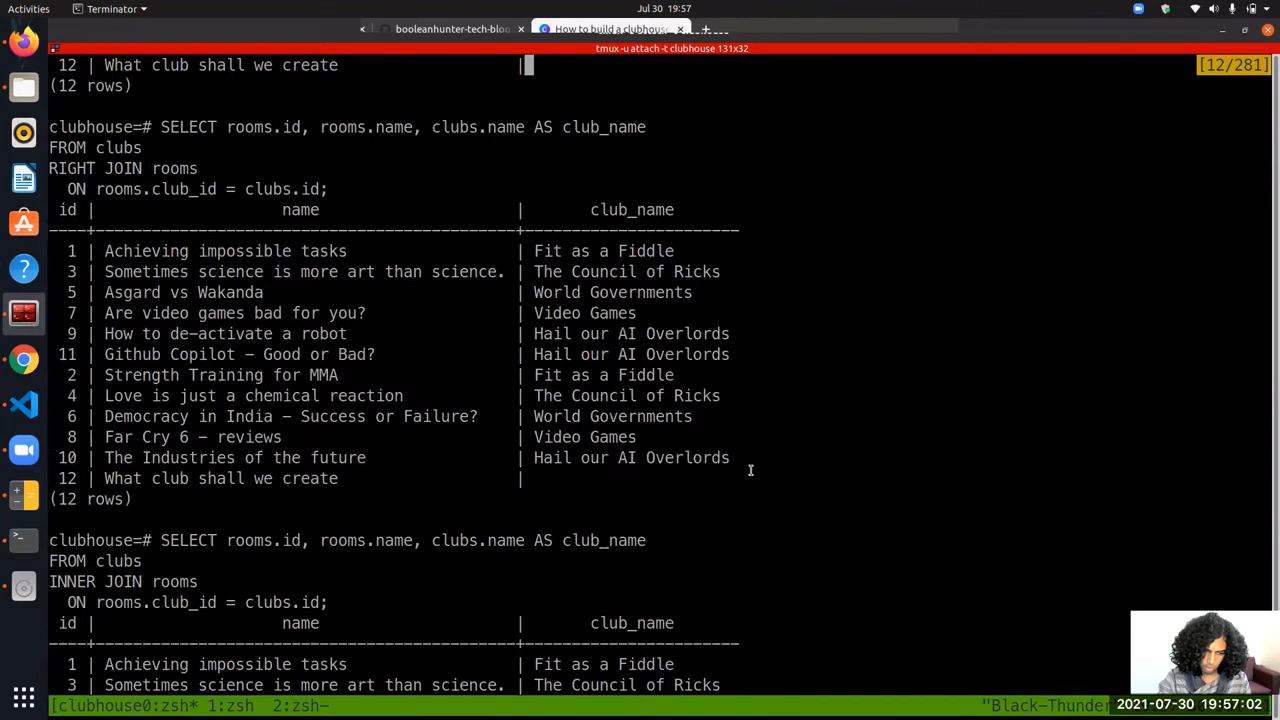 Activities
Terminator
Jul 30 19:57
booleanhunter-tech-blo
How to build a clubhouse
tmux -u attach -t clubhouse 131x32
12 | What club shall we create |
[12/281]
(12 rows)
clubhouse=# SELECT rooms.id, rooms.name, clubs.name AS club_name
FROM clubs
RIGHT JOIN rooms
ON rooms.club_id = clubs.id;
id | name | club_name
----+---------------------------------------------+-----------------------
1 | Achieving impossible tasks | Fit as a Fiddle
3 | Sometimes science is more art than science. | The Council of Ricks
5 | Asgard vs Wakanda | World Governments
7 | Are video games bad for you? | Video Games
9 | How to de-activate a robot | Hail our AI Overlords
11 | Github Copilot - Good or Bad? | Hail our AI Overlords
2 | Strength Training for MMA | Fit as a Fiddle
4 | Love is just a chemical reaction | The Council of Ricks
6 | Democracy in India - Success or Failure? | World Governments
8 | Far Cry 6 - reviews | Video Games
10 | The Industries of the future | Hail our AI Overlords
12 | What club shall we create |
(12 rows)
clubhouse=# SELECT rooms.id, rooms.name, clubs.name AS club_name
FROM clubs
INNER JOIN rooms
ON rooms.club_id = clubs.id;
id | name | club_name
----+---------------------------------------------+-----------------------
1 | Achieving impossible tasks | Fit as a Fiddle
3 | Sometimes science is more art than science. | The Council of Ricks
[clubhouse0:zsh* 1:zsh 2:zsh-
"Black-Thunder
2021-07-30 19:57:02